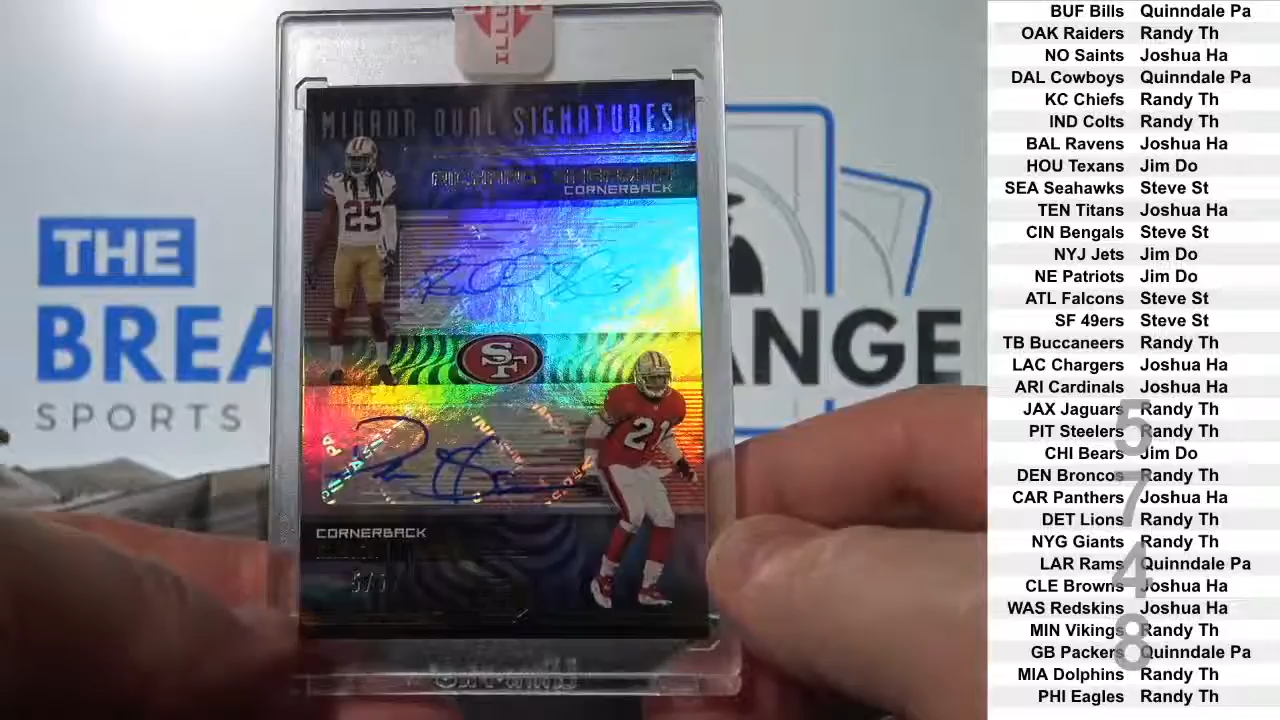 MIRROR DUAL SIGNATURES
CORNERBACK
25
SF
21
CORNERBACK
THE
BREA
ANGE
SPORTS
BUF Bills Quinndale Pa
OAK Raiders Randy Th
NO Saints Joshua Ha
DAL Cowboys Quinndale Pa
KC Chiefs Randy Th
IND Colts Randy Th
BAL Ravens Joshua Ha
HOU Texans Jim Do
SEA Seahawks Steve St
TEN Titans Joshua Ha
CIN Bengals Steve St
NYJ Jets Jim Do
NE Patriots Jim Do
ATL Falcons Steve St
SF 49ers Steve St
TB Buccaneers Randy Th
LAC Chargers Joshua Ha
ARI Cardinals Joshua Ha
JAX Jaguars Randy Th
PIT Steelers Randy Th
CHI Bears Jim Do
DEN Broncos Randy Th
CAR Panthers Joshua Ha
DET Lions Randy Th
NYG Giants Randy Th
LAR Rams Quinndale Pa
CLE Browns Joshua Ha
WAS Redskins Joshua Ha
MIN Vikings Randy Th
GB Packers Quinndale Pa
MIA Dolphins Randy Th
PHI Eagles Randy Th
5
7
4
8